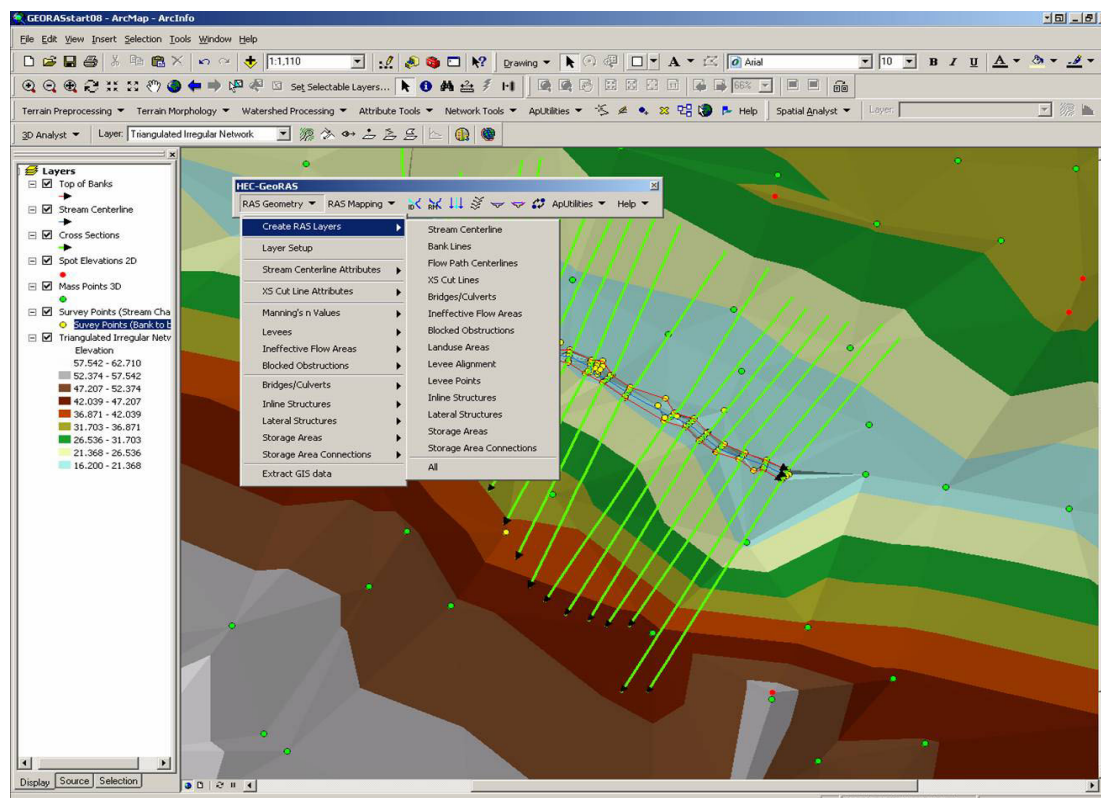 GEORASstart08 - ArcMap - ArcInfo
File Edit View Insert Selection Tools Window Help
1:1,110 Drawing A Arial 10 B I U A
Set Selectable Layers... 66%
Terrain Preprocessing Terrain Morphology Watershed Processing Attribute Tools Network Tools ApUtilities Help Spatial Analyst Layer:
3D Analyst Layer: Triangulated Irregular Network
Layers
Top of Banks
Stream Centerline
Cross Sections
Spot Elevations 2D
Mass Points 3D
Survey Points (Stream Cha
Suvey Points (Bank to b
Triangulated Irregular Netw
Elevation
57.542 - 62.710
52.374 - 57.542
47.207 - 52.374
42.039 - 47.207
36.871 - 42.039
31.703 - 36.871
26.536 - 31.703
21.368 - 26.536
16.200 - 21.368
HEC-GeoRAS
RAS Geometry RAS Mapping ID ApUtilities Help
Create RAS Layers
Layer Setup
Stream Centerline Attributes
XS Cut Line Attributes
Manning's n Values
Levees
Ineffective Flow Areas
Blocked Obstructions
Bridges/Culverts
Inline Structures
Lateral Structures
Storage Areas
Storage Area Connections
Extract GIS data
Stream Centerline
Bank Lines
Flow Path Centerlines
XS Cut Lines
Bridges/Culverts
Ineffective Flow Areas
Blocked Obstructions
Landuse Areas
Levee Alignment
Levee Points
Inline Structures
Lateral Structures
Storage Areas
Storage Area Connections
All
Display Source Selection